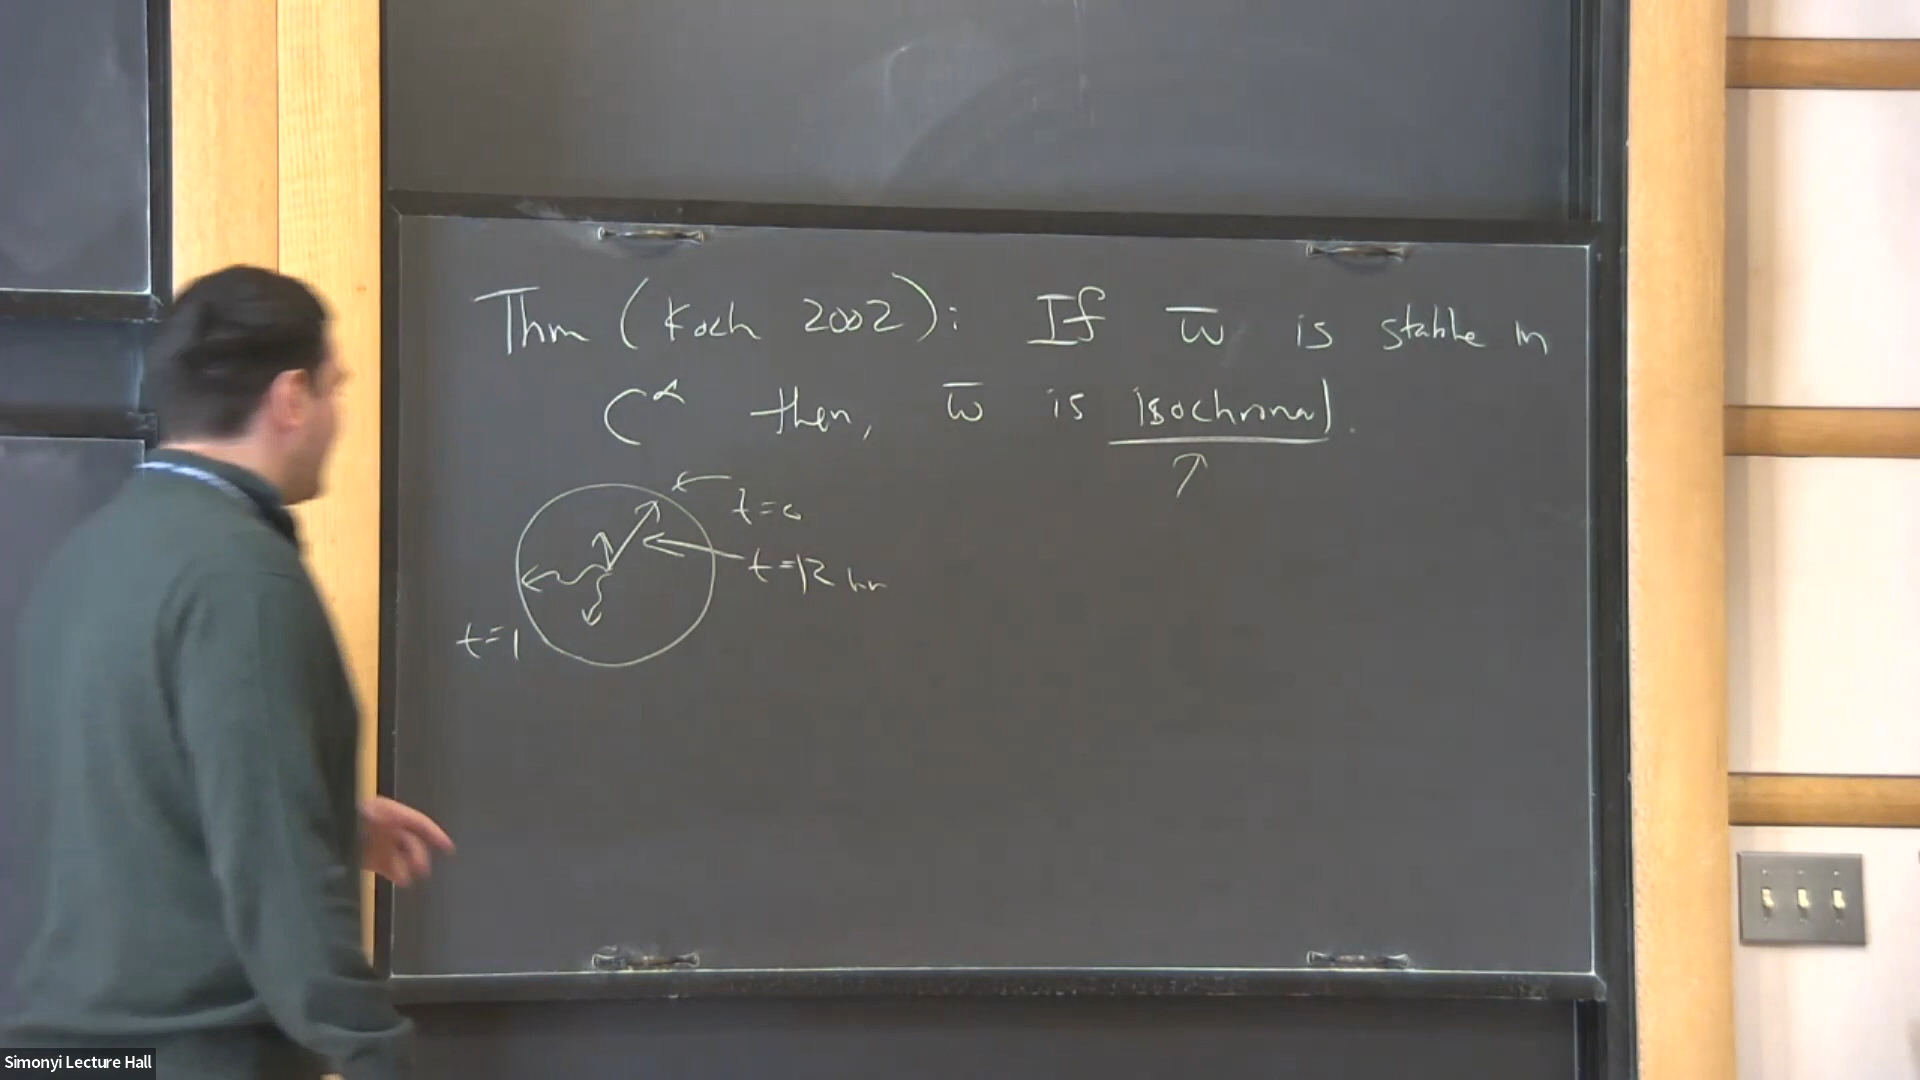 Thm (Koch 2002): If w̅ is stable in
C^α then, w̅ is isochronal.
t=0
t=12 hr
t=1
Simonyi Lecture Hall